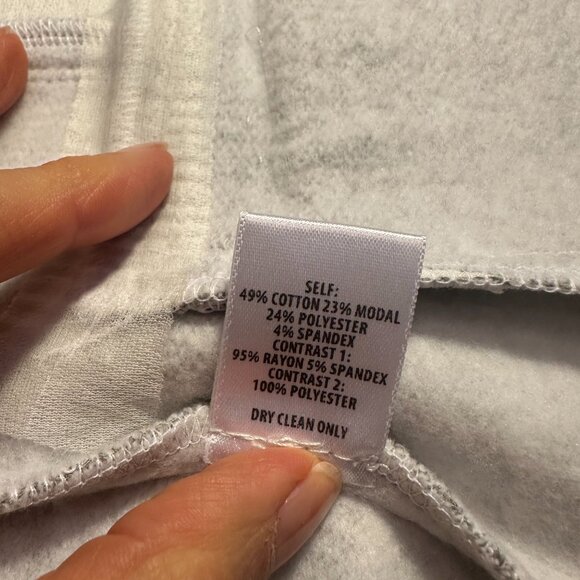 SELF:
49% COTTON 23% MODAL
24% POLYESTER
4% SPANDEX
CONTRAST 1:
95% RAYON 5% SPANDEX
CONTRAST 2:
100% POLYESTER
DRY CLEAN ONLY